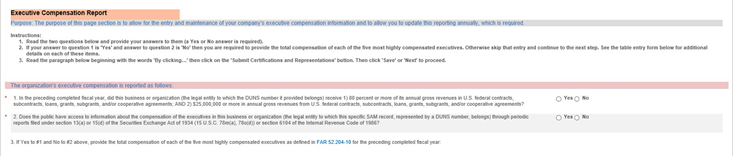 Executive Compensation Report
Purpose: The purpose of this page section is to allow for the entry and maintenance of your company's executive compensation information and to allow you to update this reporting annually, which is required.
Instructions:
1. Read the two questions below and provide your answers to them (a Yes or No answer is required).
2. If your answer to question 1 is 'Yes' and answer to question 2 is 'No' then you are required to provide the total compensation of each of the five most highly compensated executives. Otherwise skip that entry and continue to the next step. See the table entry form below for additional
details on each of these items.
3. Read the paragraph below beginning with the words 'By clicking...' then click on the 'Submit Certifications and Representations' button. Then click 'Save' or 'Next' to proceed.
The organization's executive compensation is reported as follows:
* 1. In the preceding completed fiscal year, did this business or organization (the legal entity to which the DUNS number it provided belongs) receive 1) 80 percent or more of its annual gross revenues in U.S. federal contracts, Yes No
subcontracts, loans, grants, subgrants, and/or cooperative agreements; AND 2) $25,000,000 or more in annual gross revenues from U.S. federal contracts, subcontracts, loans, grants, subgrants, and/or cooperative agreements?
* 2. Does the public have access to information about the compensation of the executives in this business or organization (the legal entity to which this specific SAM record, represented by a DUNS number, belongs) through periodic Yes No
reports filed under section 13(a) or 15(d) of the Securities Exchange Act of 1934 (15 U.S.C. 78m(a), 78o(d)) or section 6104 of the Internal Revenue Code of 1986?
3. If Yes to #1 and No to #2 above, provide the total compensation of each of the five most highly compensated executives as defined in FAR 52.204-10 for the preceding completed fiscal year: